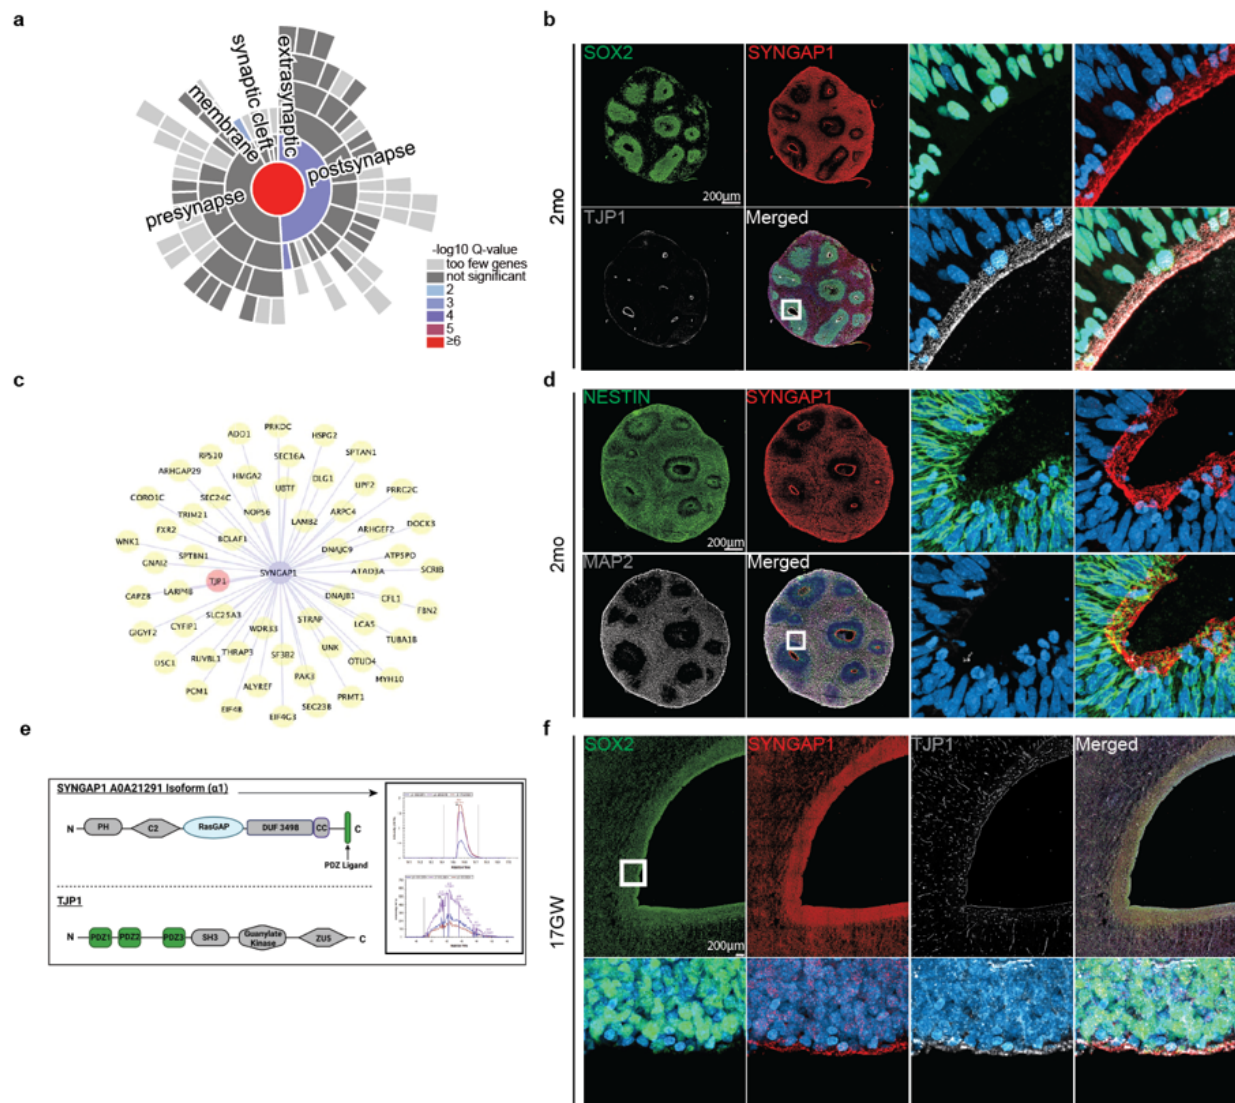 a
extrasynaptic
synaptic
cleft
membrane
postsynapse
presynapse
-log10 Q-value
too few genes
not significant
2
3
4
5
≥6
b
2mo
SOX2
SYNGAP1
200µm
TJP1
Merged
c
PRKDC
ADD1
HSPG2
RPS10
SEC16A
SPTAN1
ARHGAP29
HMGA2
DLG1
UBTF
UPF2
CORO1C
SEC24C
PRRC2C
NOP56
ARPC4
TRIM21
LAMB2
FXR2
ARHGEF2
DOCK3
BCLAF1
WNK1
DNAJC9
SPTBN1
ATP5PD
GNAI2
SYNGAP1
ATAD3A
SCRIB
TJP1
CAPZB
LARP4B
DNAJB1
CFL1
FBN2
SLC25A3
STRAP
LCA5
GIGYF2
CYFIP1
WDR33
TUBA1B
THRAP3
UNK
DSC1
RUVBL1
SF3B2
OTUD4
PAK3
MYH10
PCM1
ALYREF
PRMT1
EIF4B
SEC23B
EIF4G3
d
2mo
NESTIN
SYNGAP1
200µm
MAP2
Merged
e
SYNGAP1 A0A21291 Isoform (α1)
N
PH
C2
RasGAP
DUF 3498
CC
C
PDZ Ligand
TJP1
N
PDZ1
PDZ2
PDZ3
SH3
Guanylate
Kinase
ZU5
C
f
17GW
SOX2
SYNGAP1
TJP1
Merged
200µm